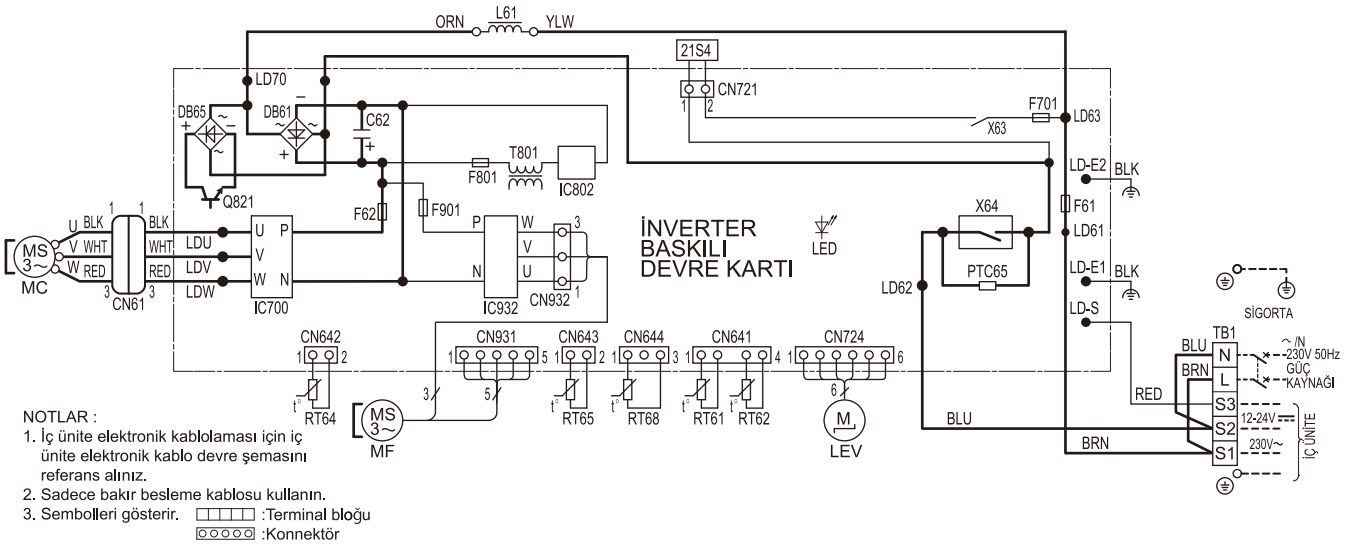 ORN L61 YLW
21S4
LD70
CN721
1 2
DB65
DB61
C62
F701
X63
LD63
T801
F801
IC802
Q821
LD-E2 BLK
F62
F901
F61
X64
LD61
İNVERTER
BASKILI
DEVRE KARTI
LED
1 1
U BLK BLK LDU U P
V WHT WHT LDV V
W RED RED LDW W N
3 3
MS
3~
MC
CN61
IC700
P W 3
V
N U 1
IC932
CN932
PTC65
LD62
LD-E1 BLK
LD-S
SİGORTA
TB1
BLU N ~/N
230V 50Hz
BRN L GÜÇ
KAYNAĞI
RED S3
12-24V
BLU S2
230V~
BRN S1
İÇ ÜNİTE
CN642
1 2
t°
RT64
CN931
1 5
3
5
MS
3~
MF
CN643
1 2
t°
RT65
CN644
1 3
t°
RT68
CN641
1 4
t° t°
RT61 RT62
CN724
1 6
6
M
LEV
NOTLAR :
1. İç ünite elektronik kablolaması için iç
ünite elektronik kablo devre şemasını
referans alınız.
2. Sadece bakır besleme kablosu kullanın.
3. Sembolleri gösterir. :Terminal bloğu
:Konnektör